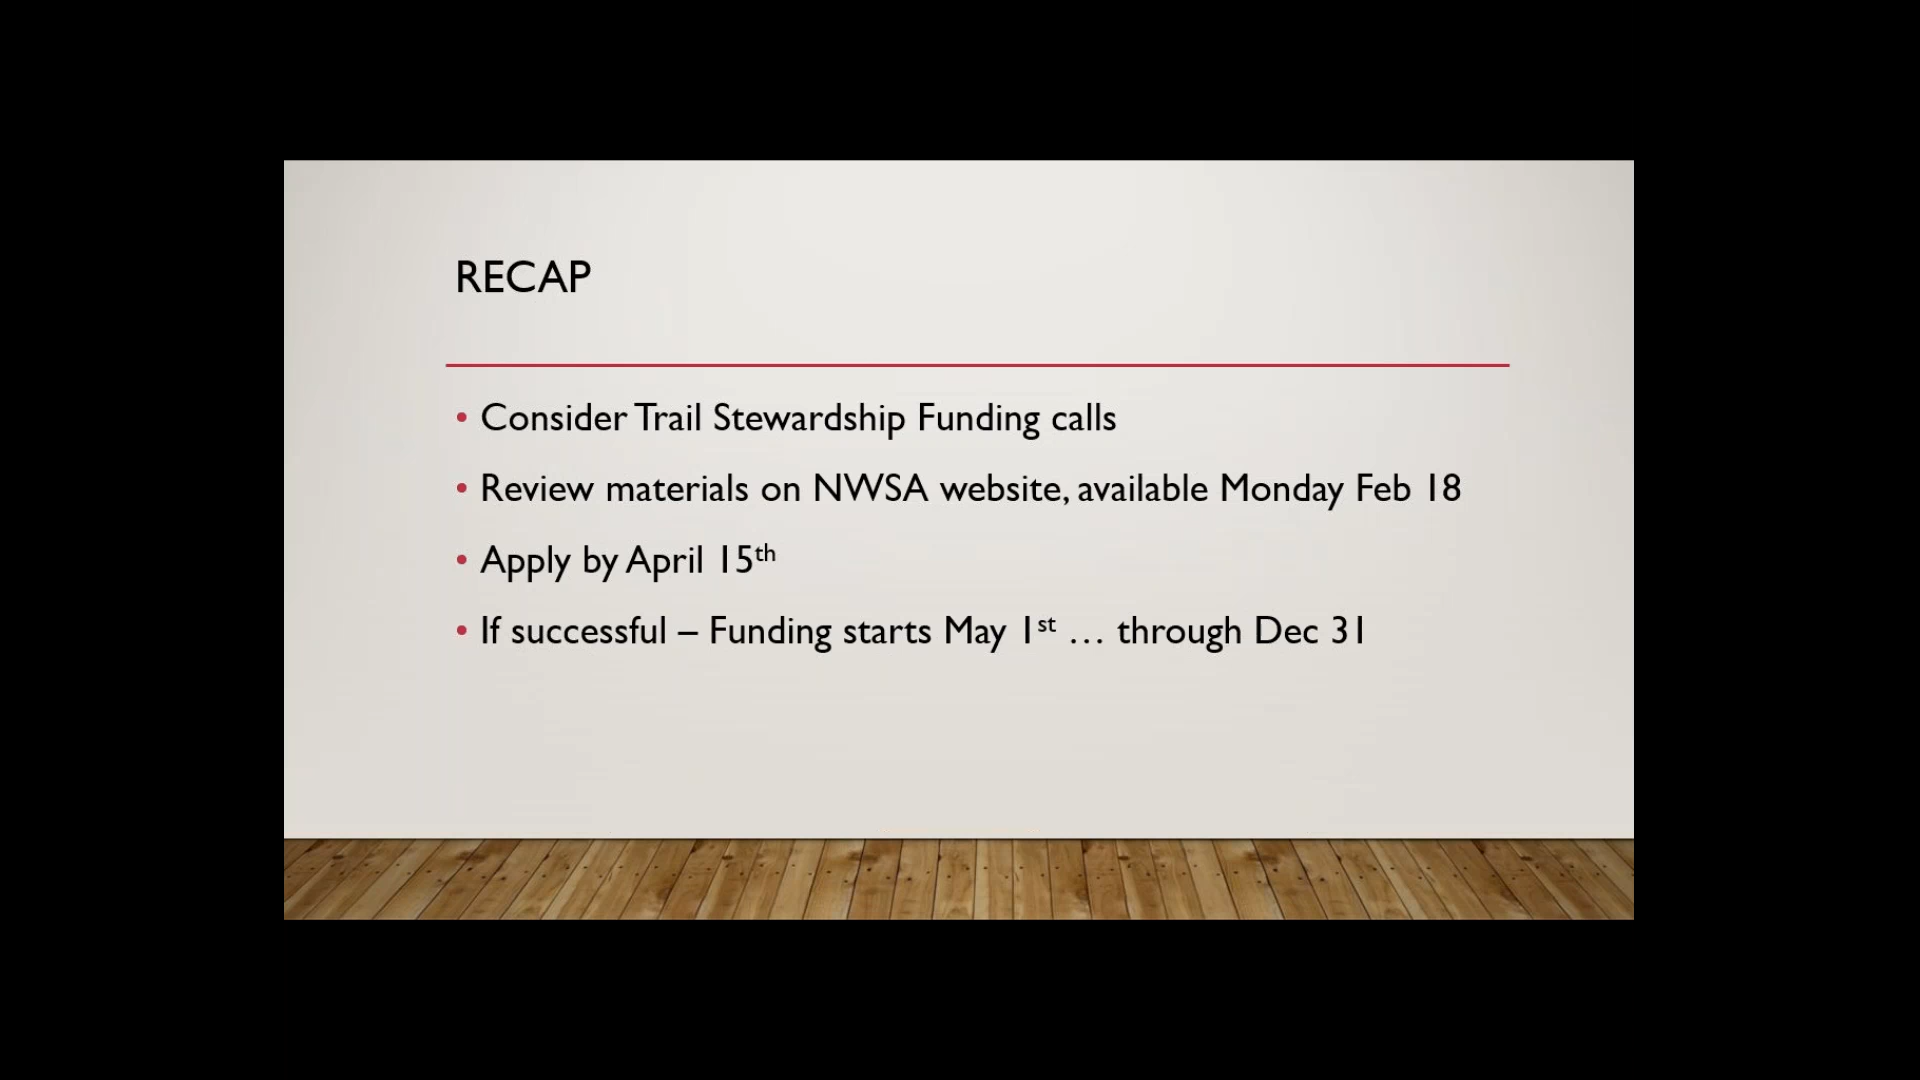 RECAP
• Consider Trail Stewardship Funding calls
• Review materials on NWSA website, available Monday Feb 18
• Apply by April 15th
• If successful – Funding starts May 1st … through Dec 31